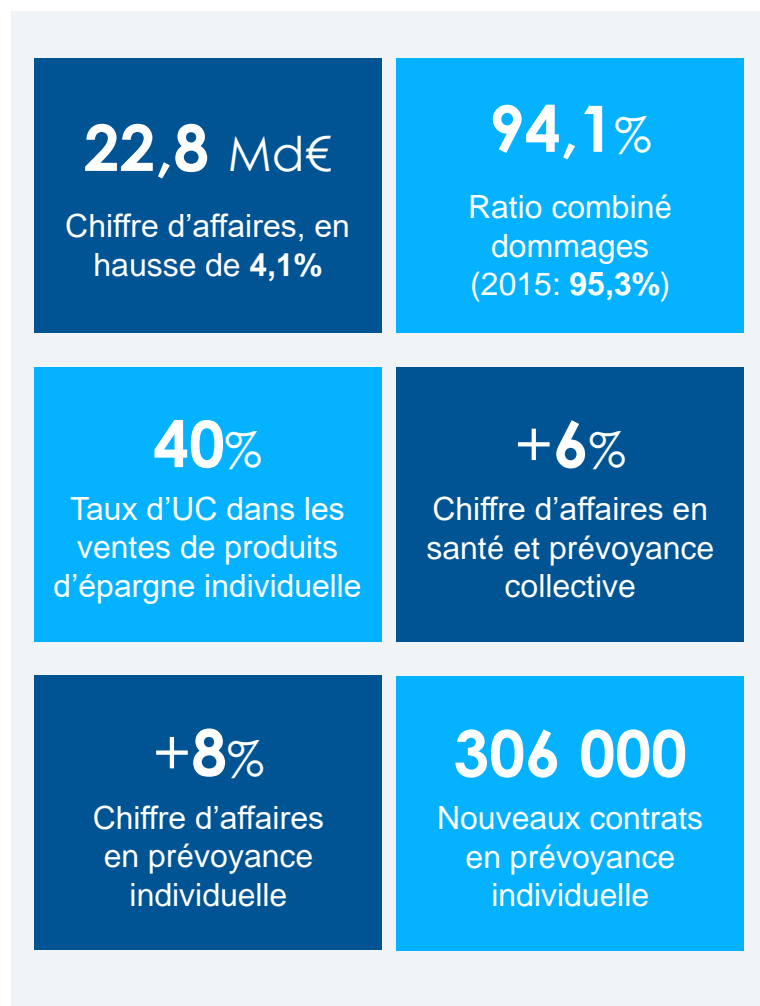 22,8 Md€
Chiffre d'affaires, en
hausse de 4,1%
94,1%
Ratio combiné
dommages
(2015: 95,3%)
40%
Taux d'UC dans les
ventes de produits
d'épargne individuelle
+6%
Chiffre d'affaires en
santé et prévoyance
collective
+8%
Chiffre d'affaires
en prévoyance
individuelle
306 000
Nouveaux contrats
en prévoyance
individuelle